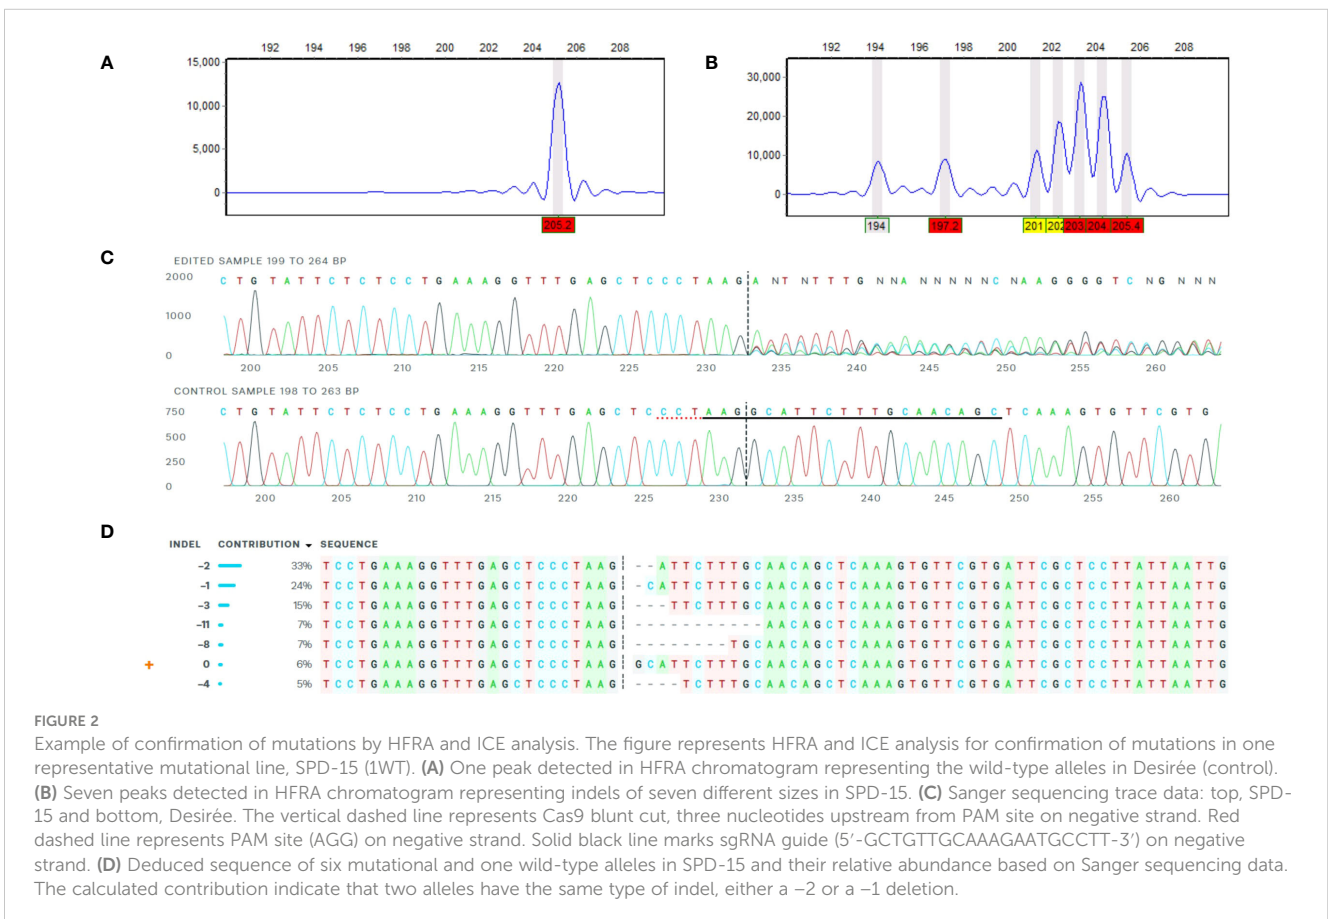 A
192 194 196 198 200 202 204 206 208
15,000
10,000
5,000
0
205.2
B
192 194 196 198 200 202 204 206 208
30,000
20,000
10,000
0
194 197.2 201 202 203 204 205.4
C
EDITED SAMPLE 199 TO 264 BP
2000
C T G T A T T C T C T C C T G A A A G G T T T G A G C T C C C T A A G A N T N T T T G N N A N N N N N C N A A G G G G T C N G N N N
1000
0
200 205 210 215 220 225 230 235 240 245 250 255 260
CONTROL SAMPLE 198 TO 263 BP
750
C T G T A T T C T C T C C T G A A A G G T T T G A G C T C C C T A A G G C A T T C T T T G C A A C A G C T C A A A G T G T T C G T G
500
250
0
200 205 210 215 220 225 230 235 240 245 250 255 260
D
INDEL CONTRIBUTION SEQUENCE
-2 33% T C C T G A A A G G T T T G A G C T C C C T A A G - - A T T C T T T G C A A C A G C T C A A A G T G T T C G T G A T T C G C T C C T T A T T A A T T G
-1 24% T C C T G A A A G G T T T G A G C T C C C T A A G - C A T T C T T T G C A A C A G C T C A A A G T G T T C G T G A T T C G C T C C T T A T T A A T T G
-3 15% T C C T G A A A G G T T T G A G C T C C C T A A G - - - T T C T T T G C A A C A G C T C A A A G T G T T C G T G A T T C G C T C C T T A T T A A T T G
-11 7% T C C T G A A A G G T T T G A G C T C C C T A A G - - - - - - - - - - - A A C A G C T C A A A G T G T T C G T G A T T C G C T C C T T A T T A A T T G
-8 7% T C C T G A A A G G T T T G A G C T C C C T A A G - - - - - - - - T G C A A C A G C T C A A A G T G T T C G T G A T T C G C T C C T T A T T A A T T G
+ 0 6% T C C T G A A A G G T T T G A G C T C C C T A A G G C A T T C T T T G C A A C A G C T C A A A G T G T T C G T G A T T C G C T C C T T A T T A A T T G
-4 5% T C C T G A A A G G T T T G A G C T C C C T A A G - - - - T C T T T G C A A C A G C T C A A A G T G T T C G T G A T T C G C T C C T T A T T A A T T G
FIGURE 2
Example of confirmation of mutations by HFRA and ICE analysis. The figure represents HFRA and ICE analysis for confirmation of mutations in one
representative mutational line, SPD-15 (1WT). (A) One peak detected in HFRA chromatogram representing the wild-type alleles in Desirée (control).
(B) Seven peaks detected in HFRA chromatogram representing indels of seven different sizes in SPD-15. (C) Sanger sequencing trace data: top, SPD-
15 and bottom, Desirée. The vertical dashed line represents Cas9 blunt cut, three nucleotides upstream from PAM site on negative strand. Red
dashed line represents PAM site (AGG) on negative strand. Solid black line marks sgRNA guide (5′-GCTGTTGCAAAGAATGCCTT-3′) on negative
strand. (D) Deduced sequence of six mutational and one wild-type alleles in SPD-15 and their relative abundance based on Sanger sequencing data.
The calculated contribution indicate that two alleles have the same type of indel, either a –2 or a –1 deletion.